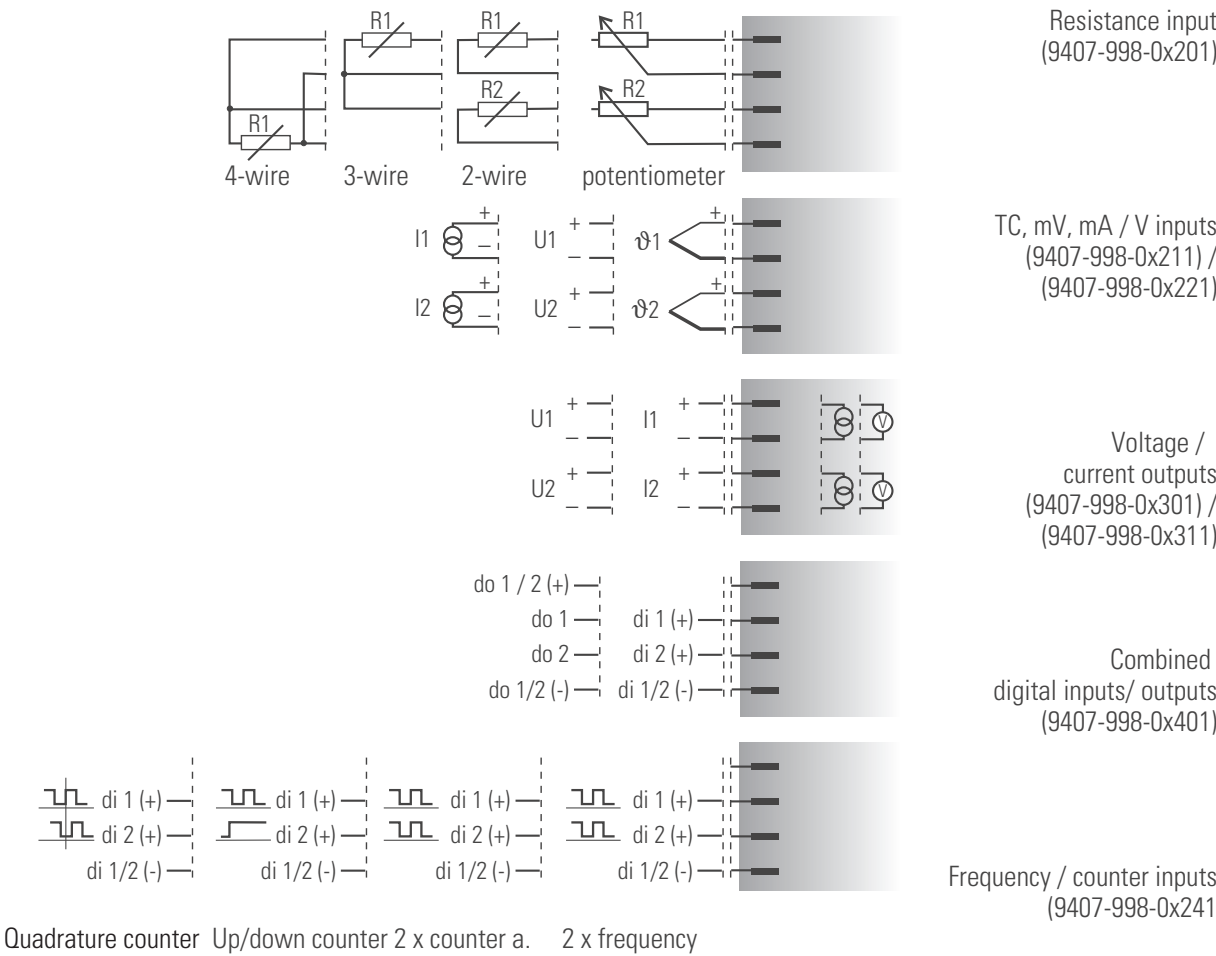 R1 R1 R1
R2 R2
R1
4-wire 3-wire 2-wire potentiometer
Resistance input
(9407-998-0x201)
I1 + − U1 + − ϑ1 +
I2 + − U2 + − ϑ2 +
TC, mV, mA / V inputs
(9407-998-0x211) /
(9407-998-0x221)
U1 + − I1 + − V
U2 + − I2 + − V
Voltage /
current outputs
(9407-998-0x301) /
(9407-998-0x311)
do 1 / 2 (+)
do 1 di 1 (+)
do 2 di 2 (+)
do 1/2 (-) di 1/2 (-)
Combined
digital inputs/ outputs
(9407-998-0x401)
di 1 (+) di 1 (+) di 1 (+) di 1 (+)
di 2 (+) di 2 (+) di 2 (+) di 2 (+)
di 1/2 (-) di 1/2 (-) di 1/2 (-) di 1/2 (-)
Frequency / counter inputs
(9407-998-0x241
Quadrature counter Up/down counter 2 x counter a. 2 x frequency